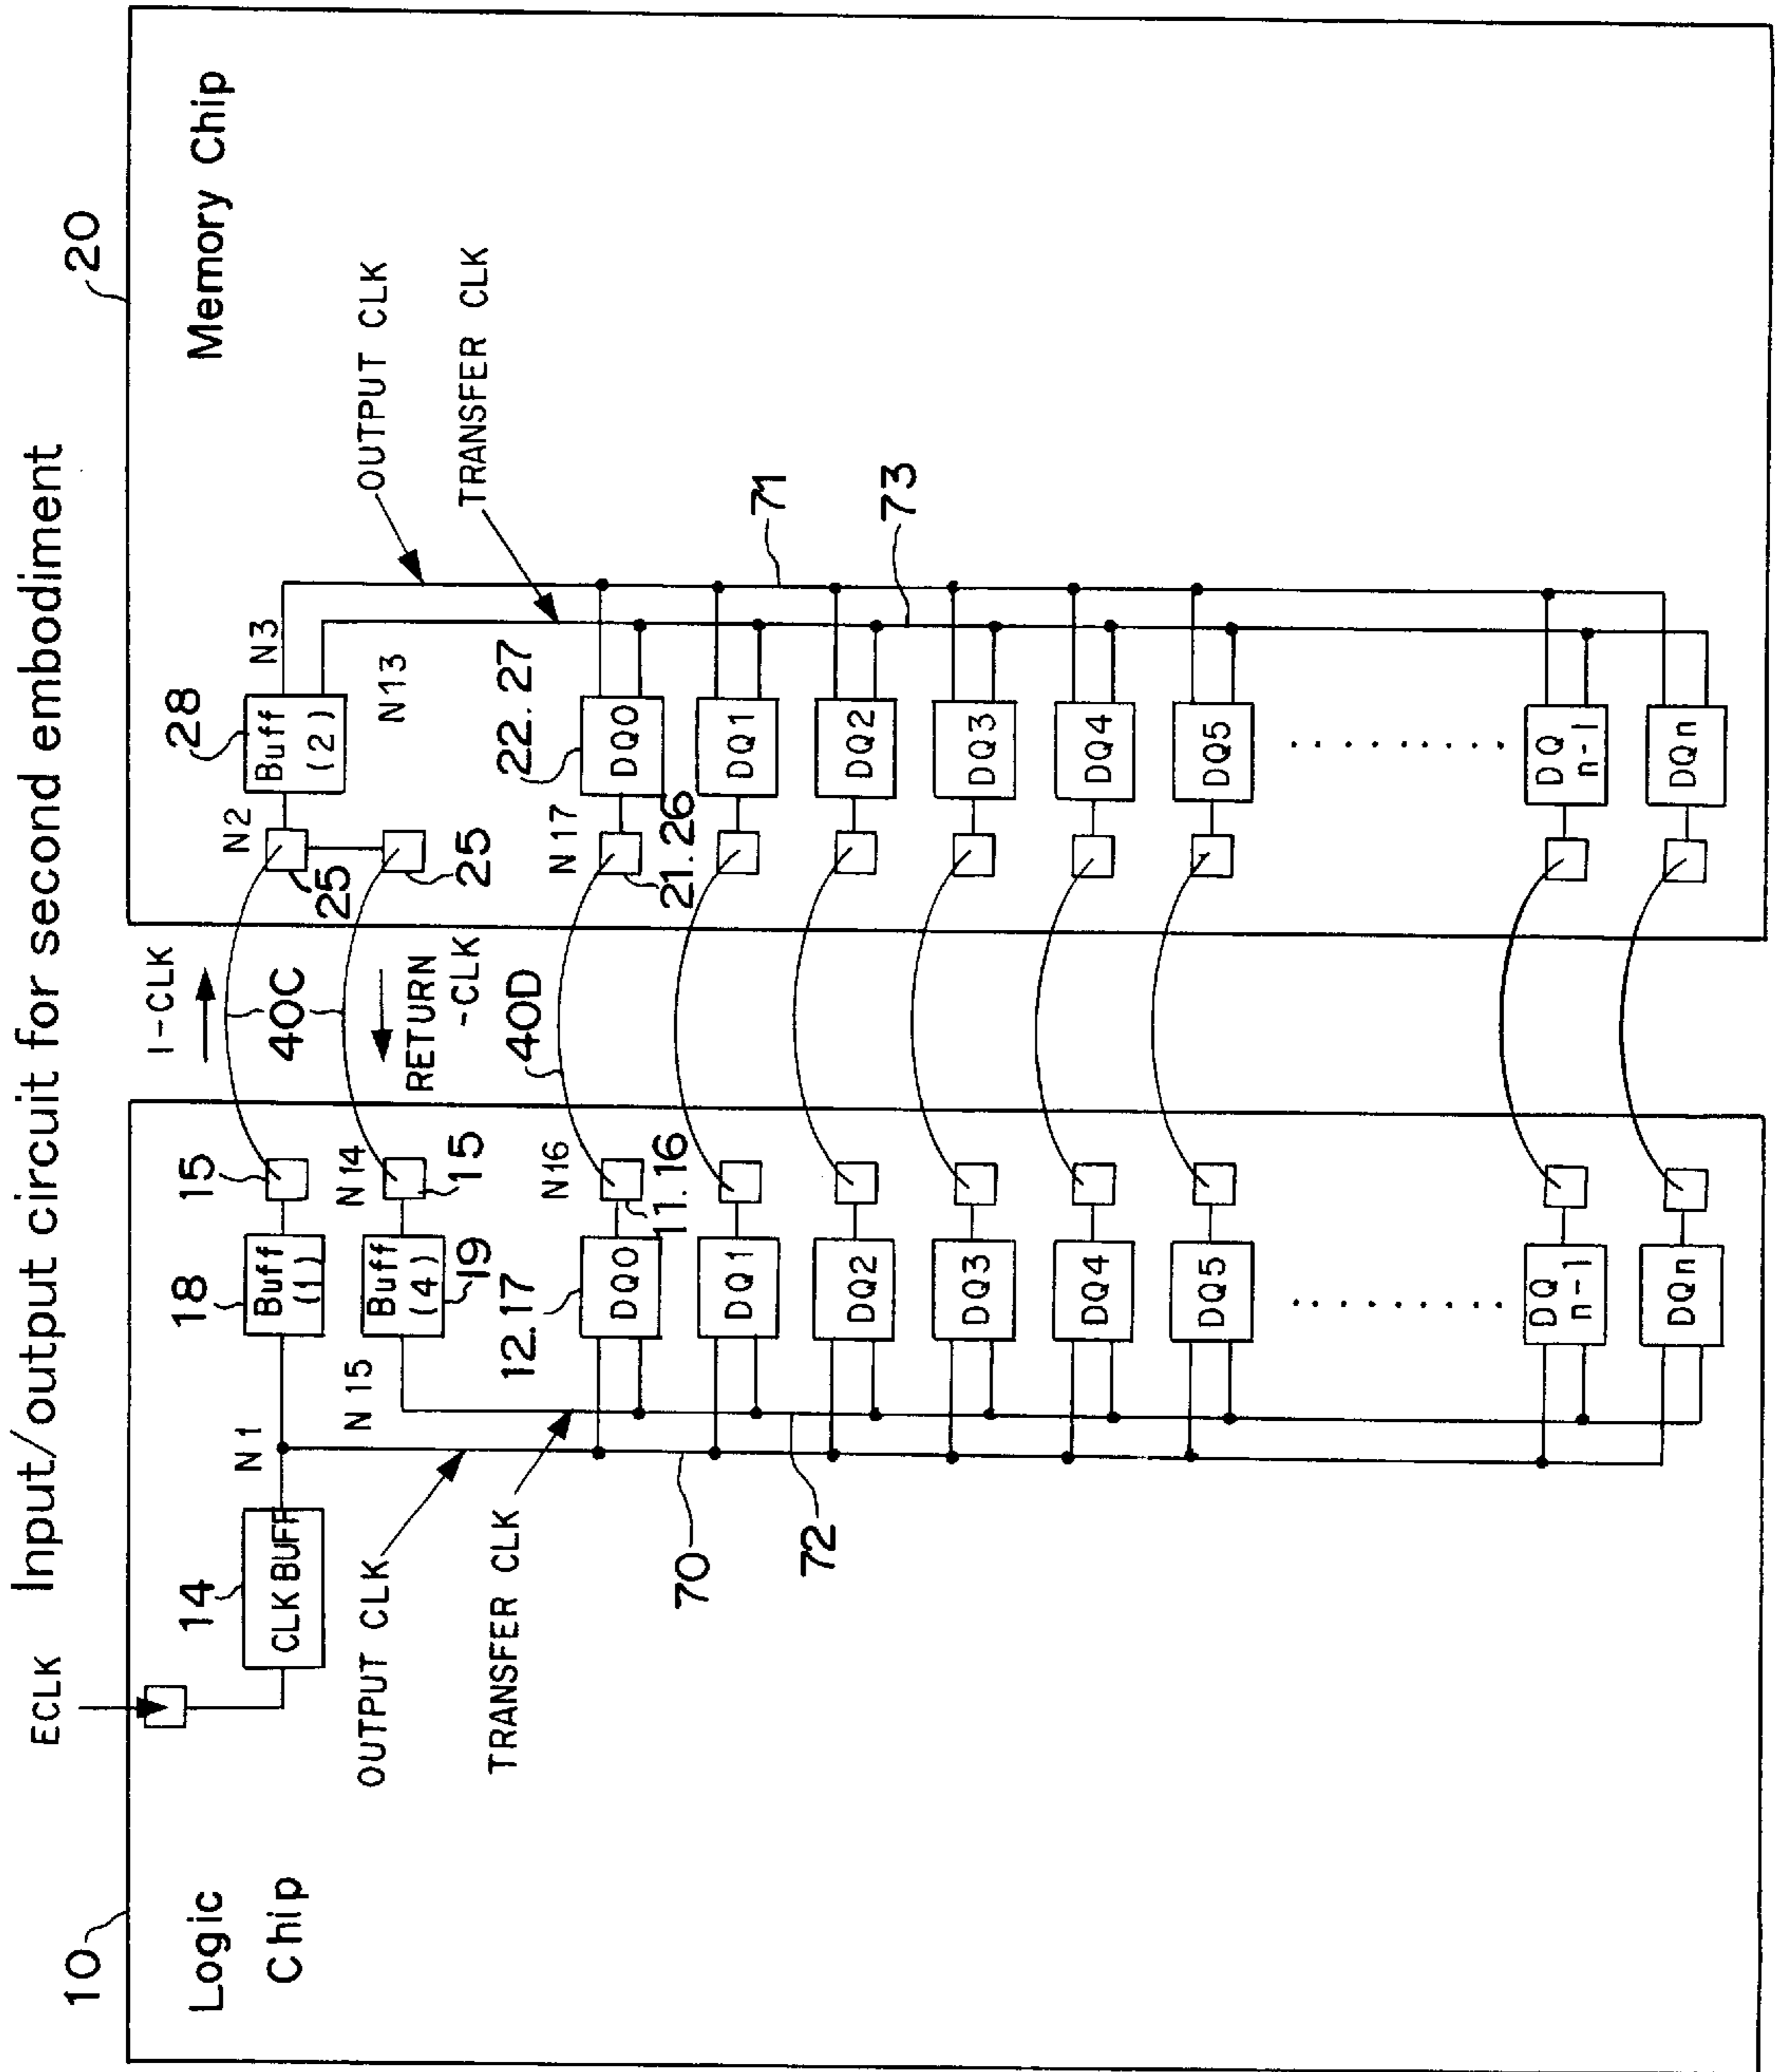 Input/output circuit for second embodiment
10
20
ECLK
Logic
Chip
Memory Chip
14
CLK BUFF
N1
18
Buff
(1)
15
I-CLK
40C
N2
25
28
Buff
(2)
N3
N15
Buff
(4)
19
N14
15
RETURN
-CLK
25
N13
OUTPUT CLK
TRANSFER CLK
OUTPUT CLK
TRANSFER CLK
12.17
DQ0
N16
11.16
40D
N17
21.26
22.27
DQ0
DQ1
DQ1
70
71
DQ2
DQ2
72
73
DQ3
DQ3
DQ4
DQ4
DQ5
DQ5
DQ
n-1
DQ
n-1
DQn
DQn